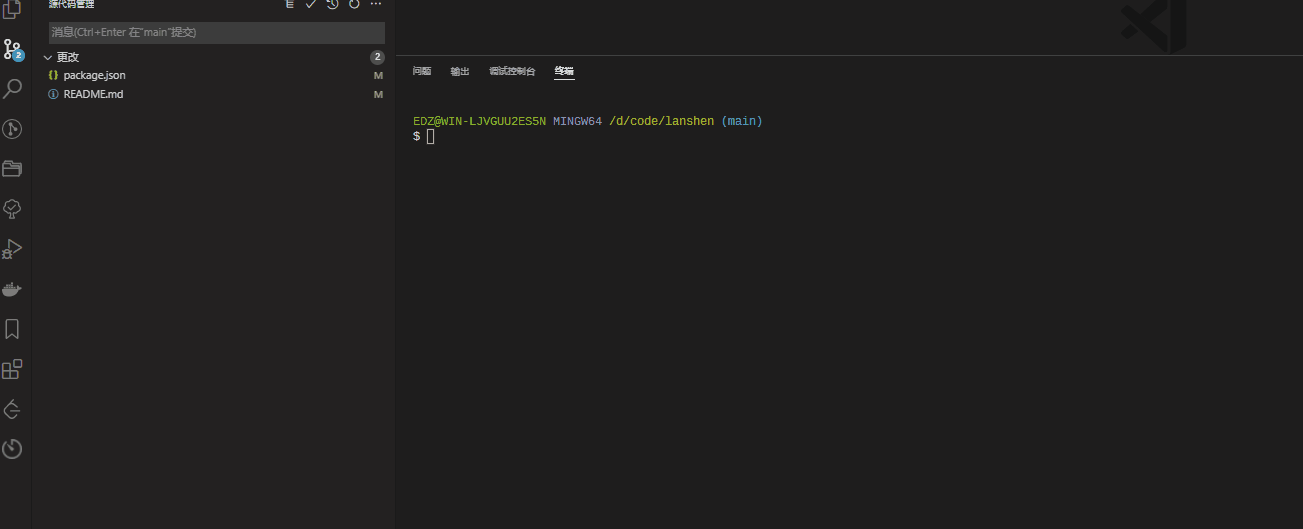 源代码管理
消息(Ctrl+Enter 在"main"提交)
2
更改
2
package.json
M
README.md
M
问题 输出 调试控制台 终端
EDZ@WIN-LJVGUU2ES5N MINGW64 /d/code/lanshen (main)
$